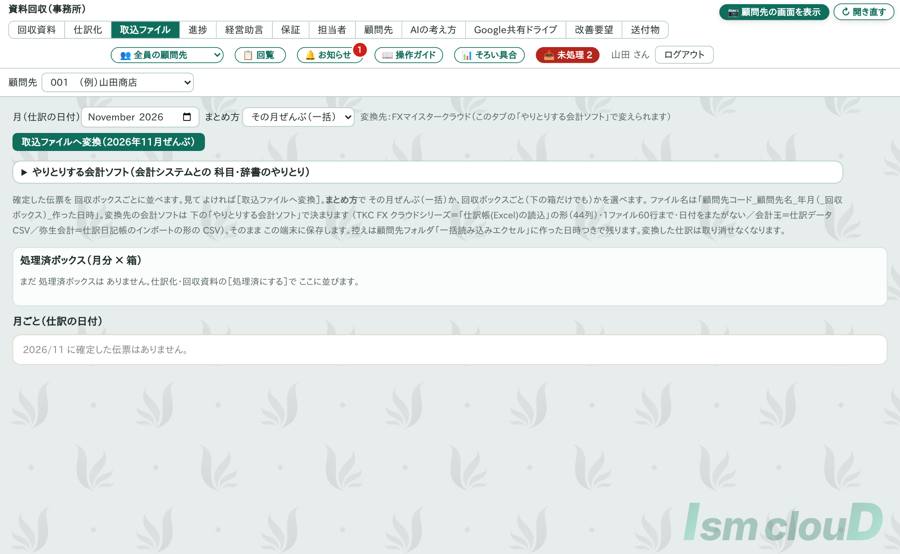 資料回収(事務所)
📷 顧問先の画面を表示 ↻ 開き直す
回収資料 仕訳化 取込ファイル 進捗 経営助言 保証 担当者 顧問先 AIの考え方 Google共有ドライブ 改善要望 送付物
👥 全員の顧問先 📋 回覧 🔔 お知らせ 1 📖 操作ガイド 📊 そろい具合 📥 未処理 2 山田 さん ログアウト
顧問先 001 (例)山田商店
月(仕訳の日付) November 2026 まとめ方 その月ぜんぶ(一括) 変換先:FXマイスタークラウド(このタブの「やりとりする会計ソフト」で変えられます)
取込ファイルへ変換(2026年11月ぜんぶ)
▶ やりとりする会計ソフト(会計システムとの 科目・辞書のやりとり)
確定した伝票を 回収ボックスごとに並べます。見て よければ[取込ファイルへ変換]。まとめ方で その月ぜんぶ(一括)か、回収ボックスごと(下の箱だけでも)かを選べます。ファイル名は「顧問先コード_顧問先名_年月(_回収
ボックス)_作った日時」。変換先の会計ソフトは 下の「やりとりする会計ソフト」で決まります(TKC FX クラウドシリーズ=「仕訳帳(Excel)の読込」の形(44列)・1ファイル60行まで・日付をまたがない/会計王=仕訳データ
CSV/弥生会計=仕訳日記帳のインポートの形の CSV)。そのまま この端末に保存します。控えは顧問先フォルダ「一括読み込みエクセル」に作った日時つきで残ります。変換した仕訳は取り消せなくなります。
処理済ボックス(月分 × 箱)
まだ 処理済ボックスは ありません。仕訳化・回収資料の[処理済にする]で ここに並びます。
月ごと(仕訳の日付)
2026/11 に確定した伝票はありません。
Ism clouD